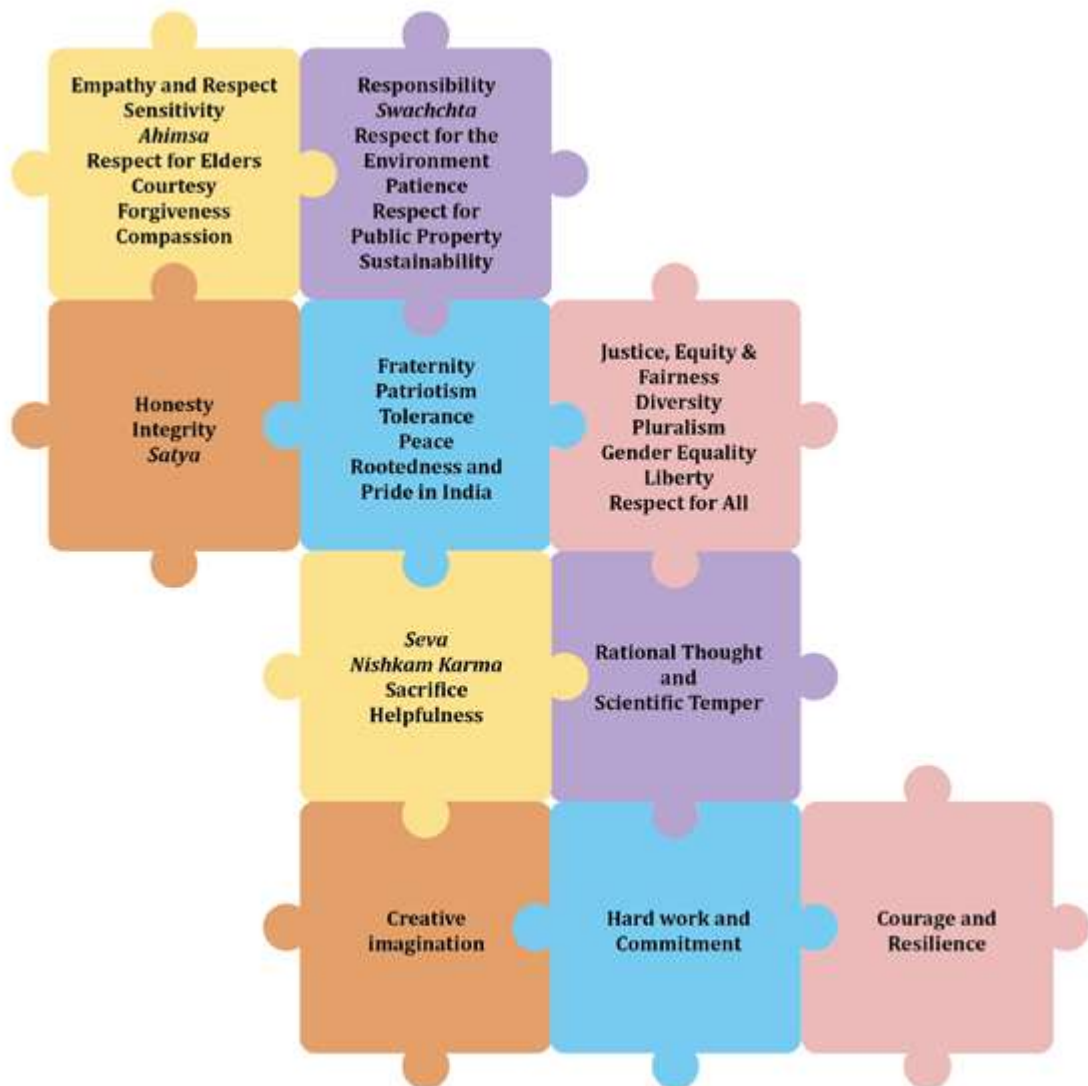 Empathy and Respect
Sensitivity
Ahimsa
Respect for Elders
Courtesy
Forgiveness
Compassion
Responsibility
Swachchta
Respect for the
Environment
Patience
Respect for
Public Property
Sustainability
Honesty
Integrity
Satya
Fraternity
Patriotism
Tolerance
Peace
Rootedness and
Pride in India
Justice, Equity &
Fairness
Diversity
Pluralism
Gender Equality
Liberty
Respect for All
Seva
Nishkam Karma
Sacrifice
Helpfulness
Rational Thought
and
Scientific Temper
Creative
imagination
Hard work and
Commitment
Courage and
Resilience